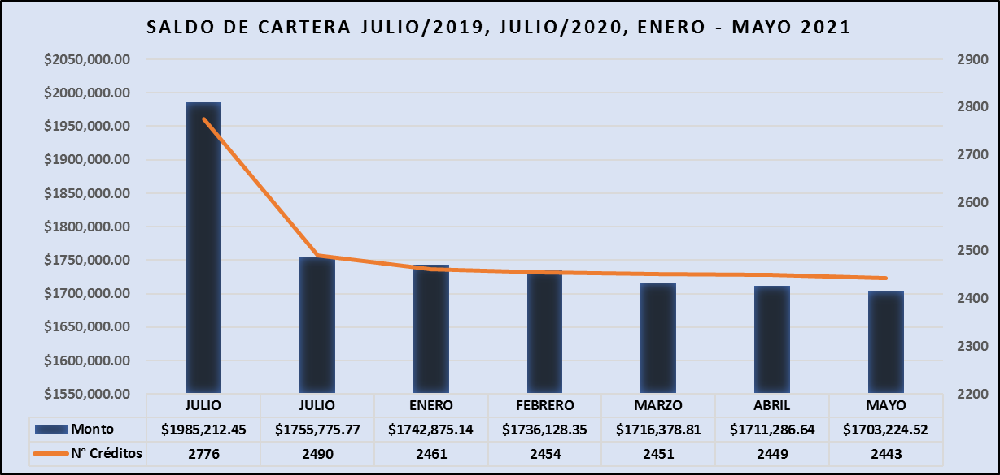 SALDO DE CARTERA JULIO/2019, JULIO/2020, ENERO - MAYO 2021
$2050,000.00 2900
$2000,000.00 2800
$1950,000.00 2700
$1900,000.00 2600
$1850,000.00 2500
$1800,000.00 2400
$1750,000.00 2300
$1700,000.00 2200
$1650,000.00
$1600,000.00
$1550,000.00
JULIO JULIO ENERO FEBRERO MARZO ABRIL MAYO
Monto $1985,212.45 $1755,775.77 $1742,875.14 $1736,128.35 $1716,378.81 $1711,286.64 $1703,224.52
N° Créditos 2776 2490 2461 2454 2451 2449 2443